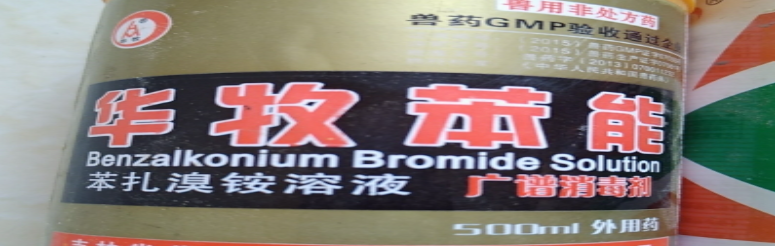 兽用非处方药
兽药GMP验收通过企
华牧苯能
Benzalkonium Bromide Solution
苯扎溴铵溶液 广谱消毒剂
500ml 外用药